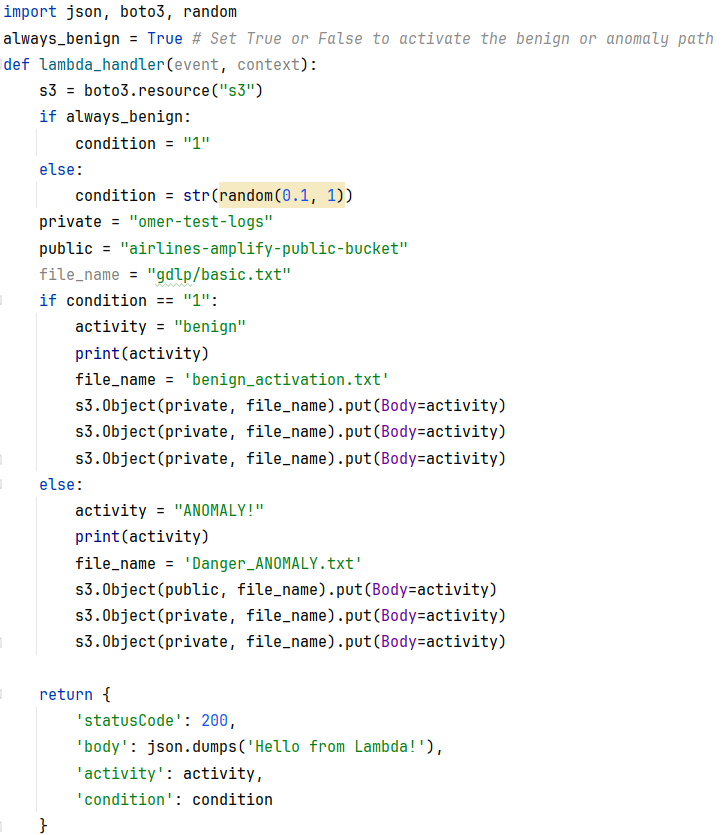 import json, boto3, random
always_benign = True # Set True or False to activate the benign or anomaly path
def lambda_handler(event, context):
    s3 = boto3.resource("s3")
    if always_benign:
        condition = "1"
    else:
        condition = str(random(0.1, 1))
    private = "omer-test-logs"
    public = "airlines-amplify-public-bucket"
    file_name = "gdlp/basic.txt"
    if condition == "1":
        activity = "benign"
        print(activity)
        file_name = 'benign_activation.txt'
        s3.Object(private, file_name).put(Body=activity)
        s3.Object(private, file_name).put(Body=activity)
        s3.Object(private, file_name).put(Body=activity)
    else:
        activity = "ANOMALY!"
        print(activity)
        file_name = 'Danger_ANOMALY.txt'
        s3.Object(public, file_name).put(Body=activity)
        s3.Object(private, file_name).put(Body=activity)
        s3.Object(private, file_name).put(Body=activity)

    return {
        'statusCode': 200,
        'body': json.dumps('Hello from Lambda!'),
        'activity': activity,
        'condition': condition
    }